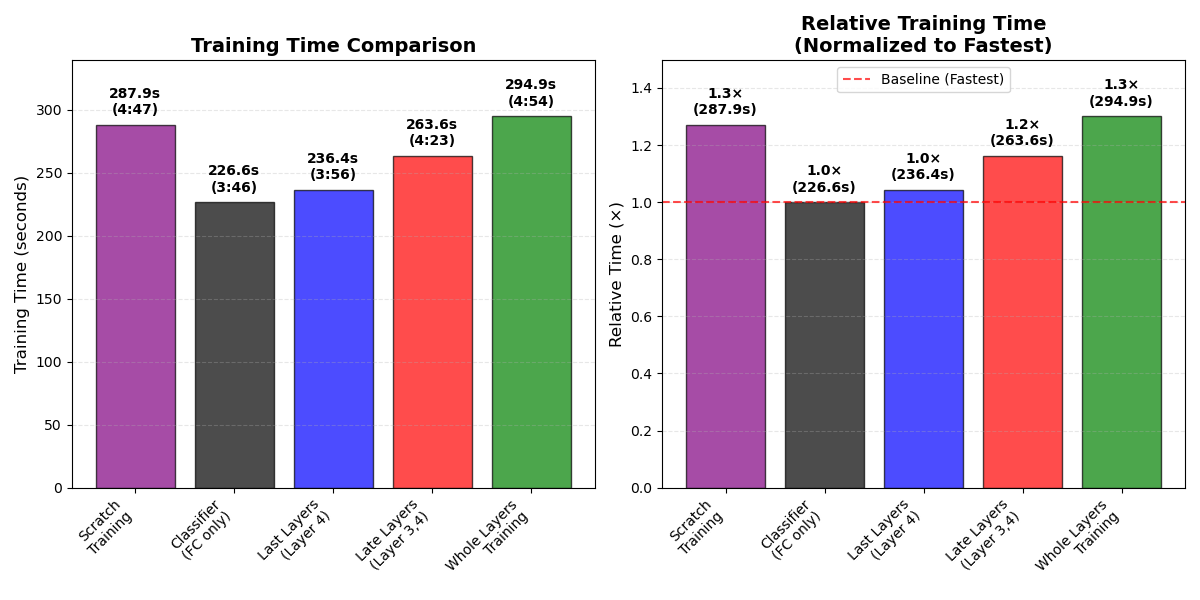 Training Time Comparison
Training Time (seconds)
300
250
200
150
100
50
0
287.9s
(4:47)
226.6s
(3:46)
236.4s
(3:56)
263.6s
(4:23)
294.9s
(4:54)
Scratch
Training
Classifier
(FC only)
Last Layers
(Layer 4)
Late Layers
(Layer 3,4)
Whole Layers
Training
Relative Training Time
(Normalized to Fastest)
Baseline (Fastest)
Relative Time (×)
1.4
1.2
1.0
0.8
0.6
0.4
0.2
0.0
1.3×
(287.9s)
1.0×
(226.6s)
1.0×
(236.4s)
1.2×
(263.6s)
1.3×
(294.9s)
Scratch
Training
Classifier
(FC only)
Last Layers
(Layer 4)
Late Layers
(Layer 3,4)
Whole Layers
Training